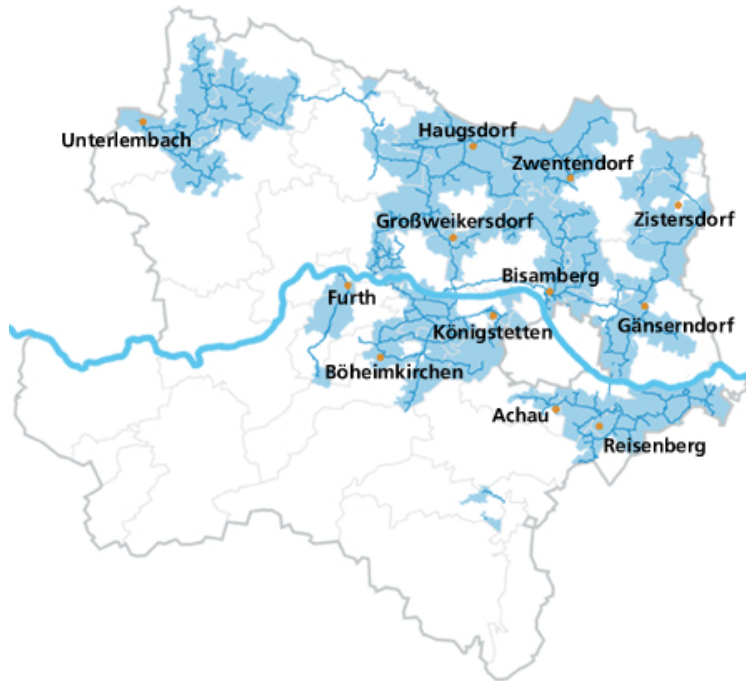 Haugsdorf
Unterlembach
Zwentendorf
Großweikersdorf
Zistersdorf
Bisamberg
Furth
Königstetten
Gänserndorf
Böheimkirchen
Achau
Reisenberg